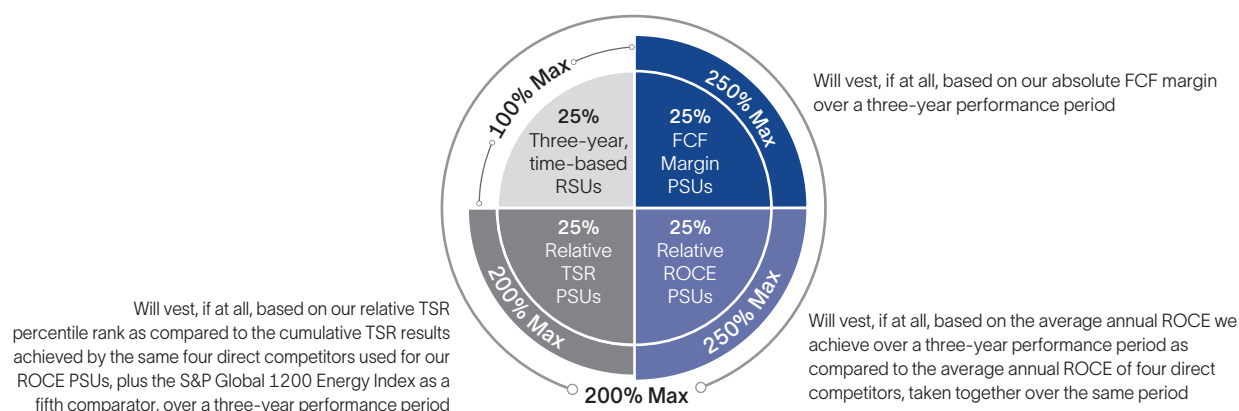 100% Max
25%
Three-year,
time-based
RSUs
250% Max
25%
FCF
Margin
PSUs
Will vest, if at all, based on our absolute FCF margin
over a three-year performance period
200% Max
25%
Relative
TSR
PSUs
250% Max
25%
Relative
ROCE
PSUs
Will vest, if at all, based on our relative TSR
percentile rank as compared to the cumulative TSR results
achieved by the same four direct competitors used for our
ROCE PSUs, plus the S&P Global 1200 Energy Index as a
fifth comparator, over a three-year performance period
Will vest, if at all, based on the average annual ROCE we
achieve over a three-year performance period as
compared to the average annual ROCE of four direct
competitors, taken together over the same period
200% Max